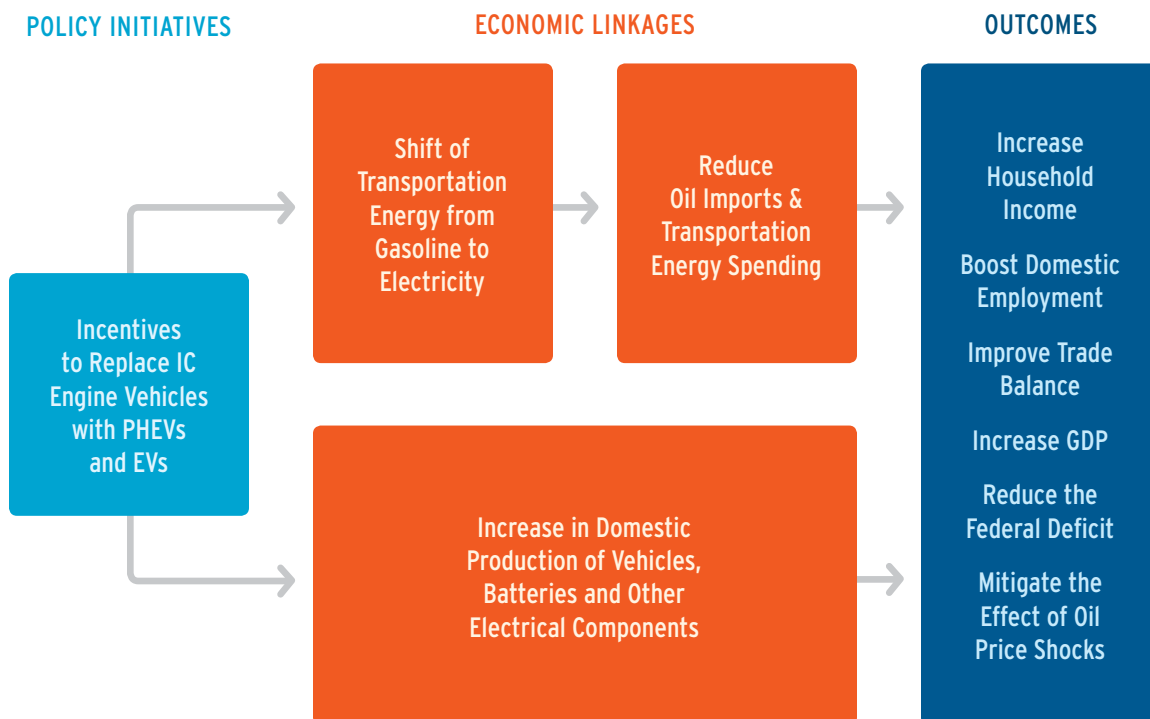 POLICY INITIATIVES
ECONOMIC LINKAGES
OUTCOMES
Incentives
to Replace IC
Engine Vehicles
with PHEVs
and EVs
Shift of
Transportation
Energy from
Gasoline to
Electricity
Reduce
Oil Imports &
Transportation
Energy Spending
Increase in Domestic
Production of Vehicles,
Batteries and Other
Electrical Components
Increase
Household
Income
Boost Domestic
Employment
Improve Trade
Balance
Increase GDP
Reduce the
Federal Deficit
Mitigate the
Effect of Oil
Price Shocks